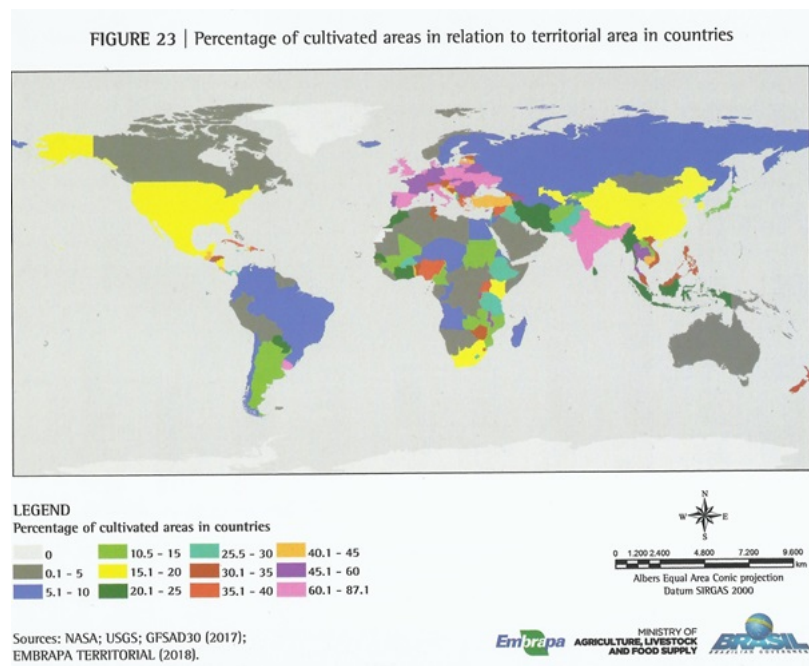 FIGURE 23 | Percentage of cultivated areas in relation to territorial area in countries
LEGEND
Percentage of cultivated areas in countries
0
0.1 - 5
5.1 - 10
10.5 - 15
15.1 - 20
20.1 - 25
25.5 - 30
30.1 - 35
35.1 - 40
40.1 - 45
45.1 - 60
60.1 - 87.1
N
W E
S
0 1.200 2.400 4.800 7.200 9.600
km
Albers Equal Area Conic projection
Datum SIRGAS 2000
Sources: NASA; USGS; GFSAD30 (2017);
EMBRAPA TERRITORIAL (2018).
Embrapa
MINISTRY OF
AGRICULTURE, LIVESTOCK
AND FOOD SUPPLY
BRASIL
BRAZILIAN GOVERNMENT